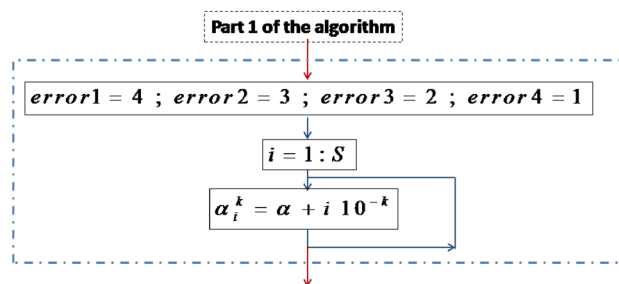 Part 1 of the algorithm
error1 = 4 ; error2 = 3 ; error3 = 2 ; error4 = 1
i = 1 : S
α_i^k = α + i 10^{-k}